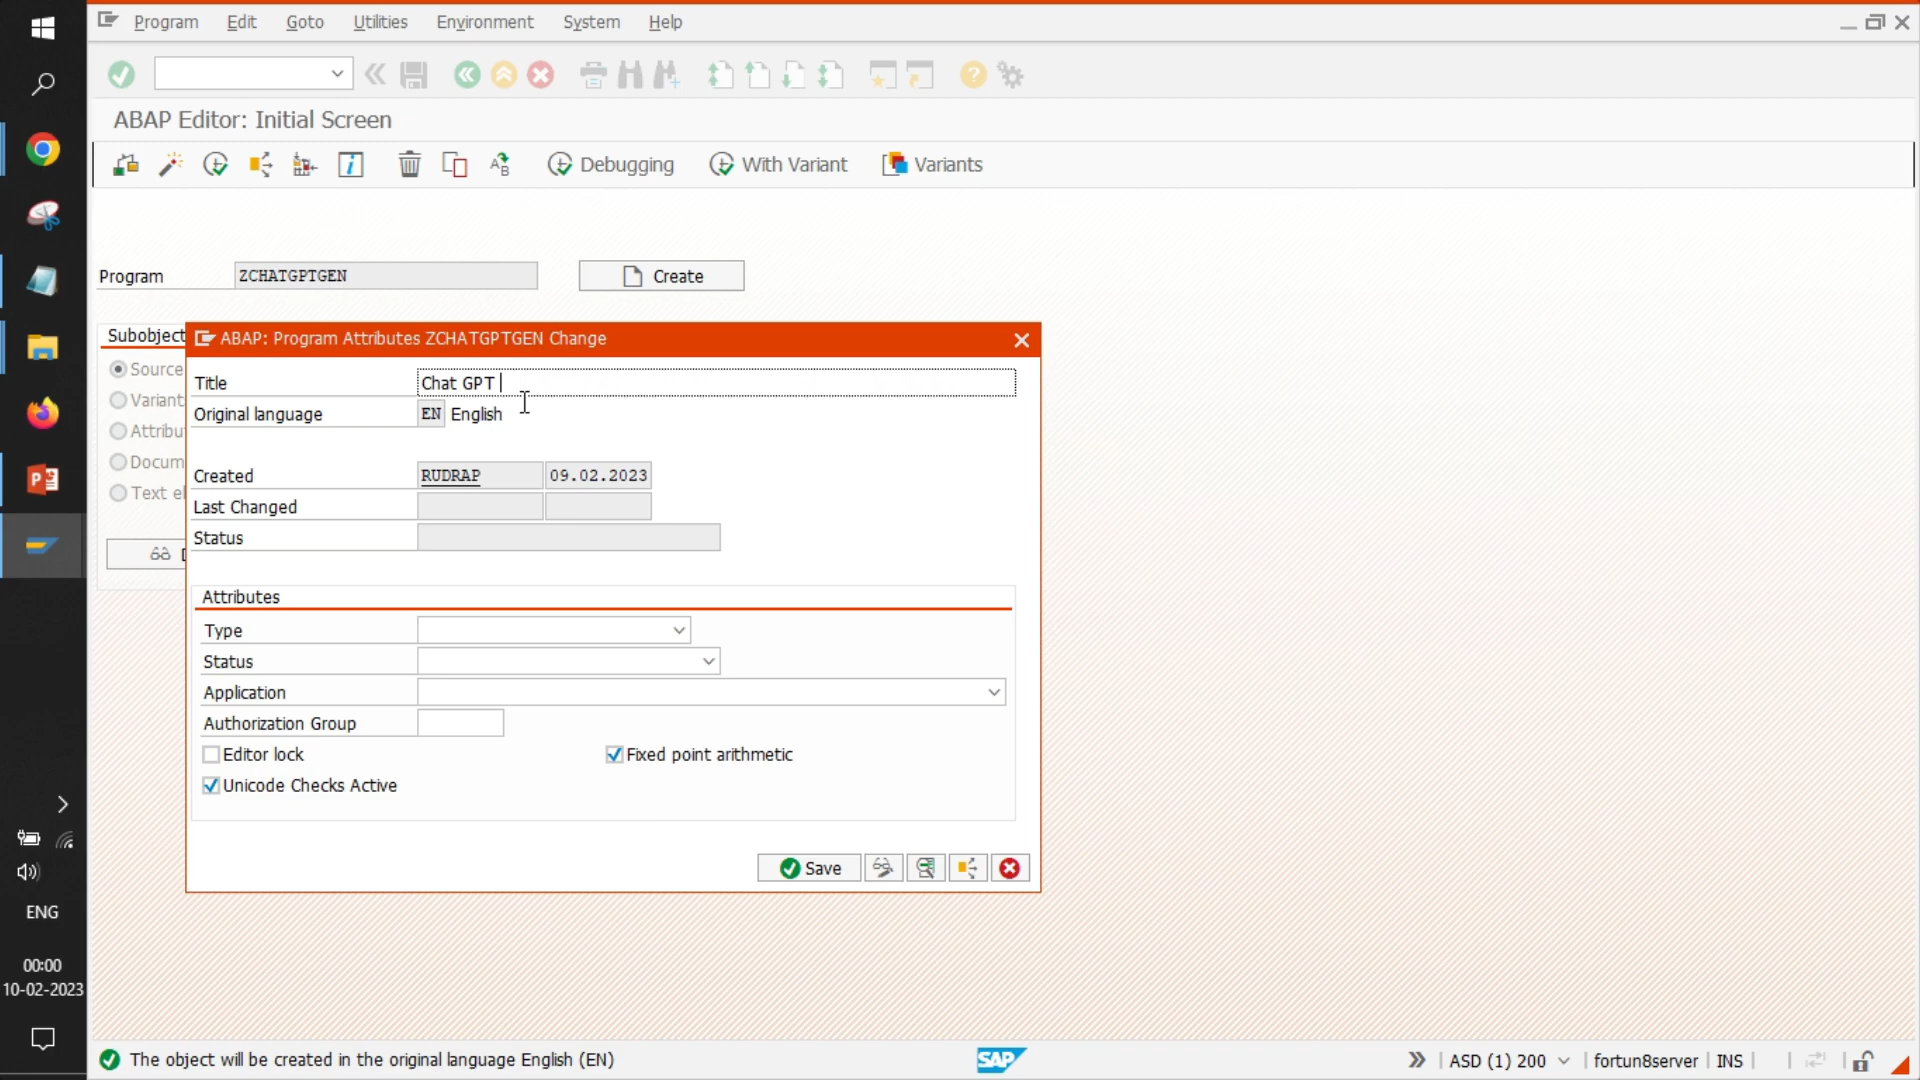 Program Edit Goto Utilities Environment System Help
ABAP Editor: Initial Screen
Debugging With Variant Variants
Program ZCHATGPTGEN Create
Subobject
ABAP: Program Attributes ZCHATGPTGEN Change
Source
Title Chat GPT
Variant
Original language EN English
Attribu
Docum
Created RUDRAP 09.02.2023
Text el
Last Changed
Status
Attributes
Type
Status
Application
Authorization Group
Editor lock Fixed point arithmetic
Unicode Checks Active
Save
ENG
00:00
10-02-2023
The object will be created in the original language English (EN) SAP ASD (1) 200 fortun8server INS